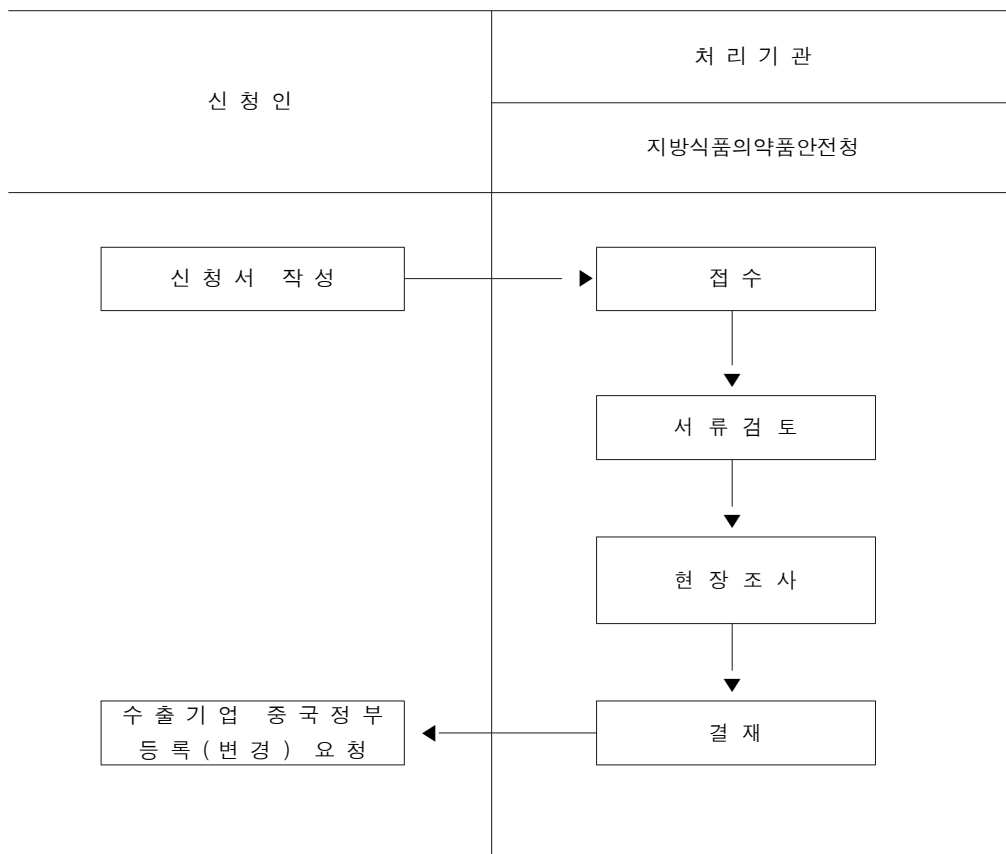 신청인
처리기관
지방식품의약품안전청
신청서 작성
접수
서류검토
현장조사
수출기업 중국정부
등록(변경) 요청
결재